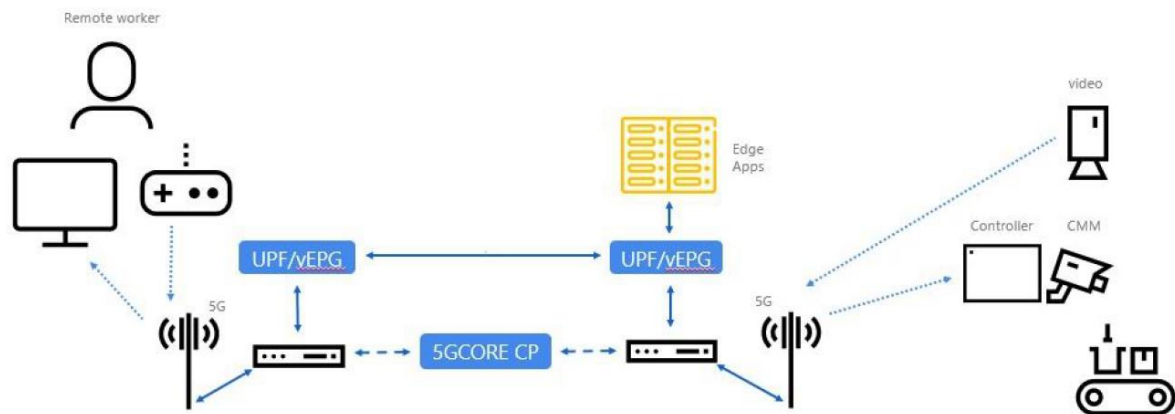 Remote worker
video
Edge
Apps
Controller
CMM
UPF/vEPG
UPF/vEPG
5G
5G
5GCORE CP